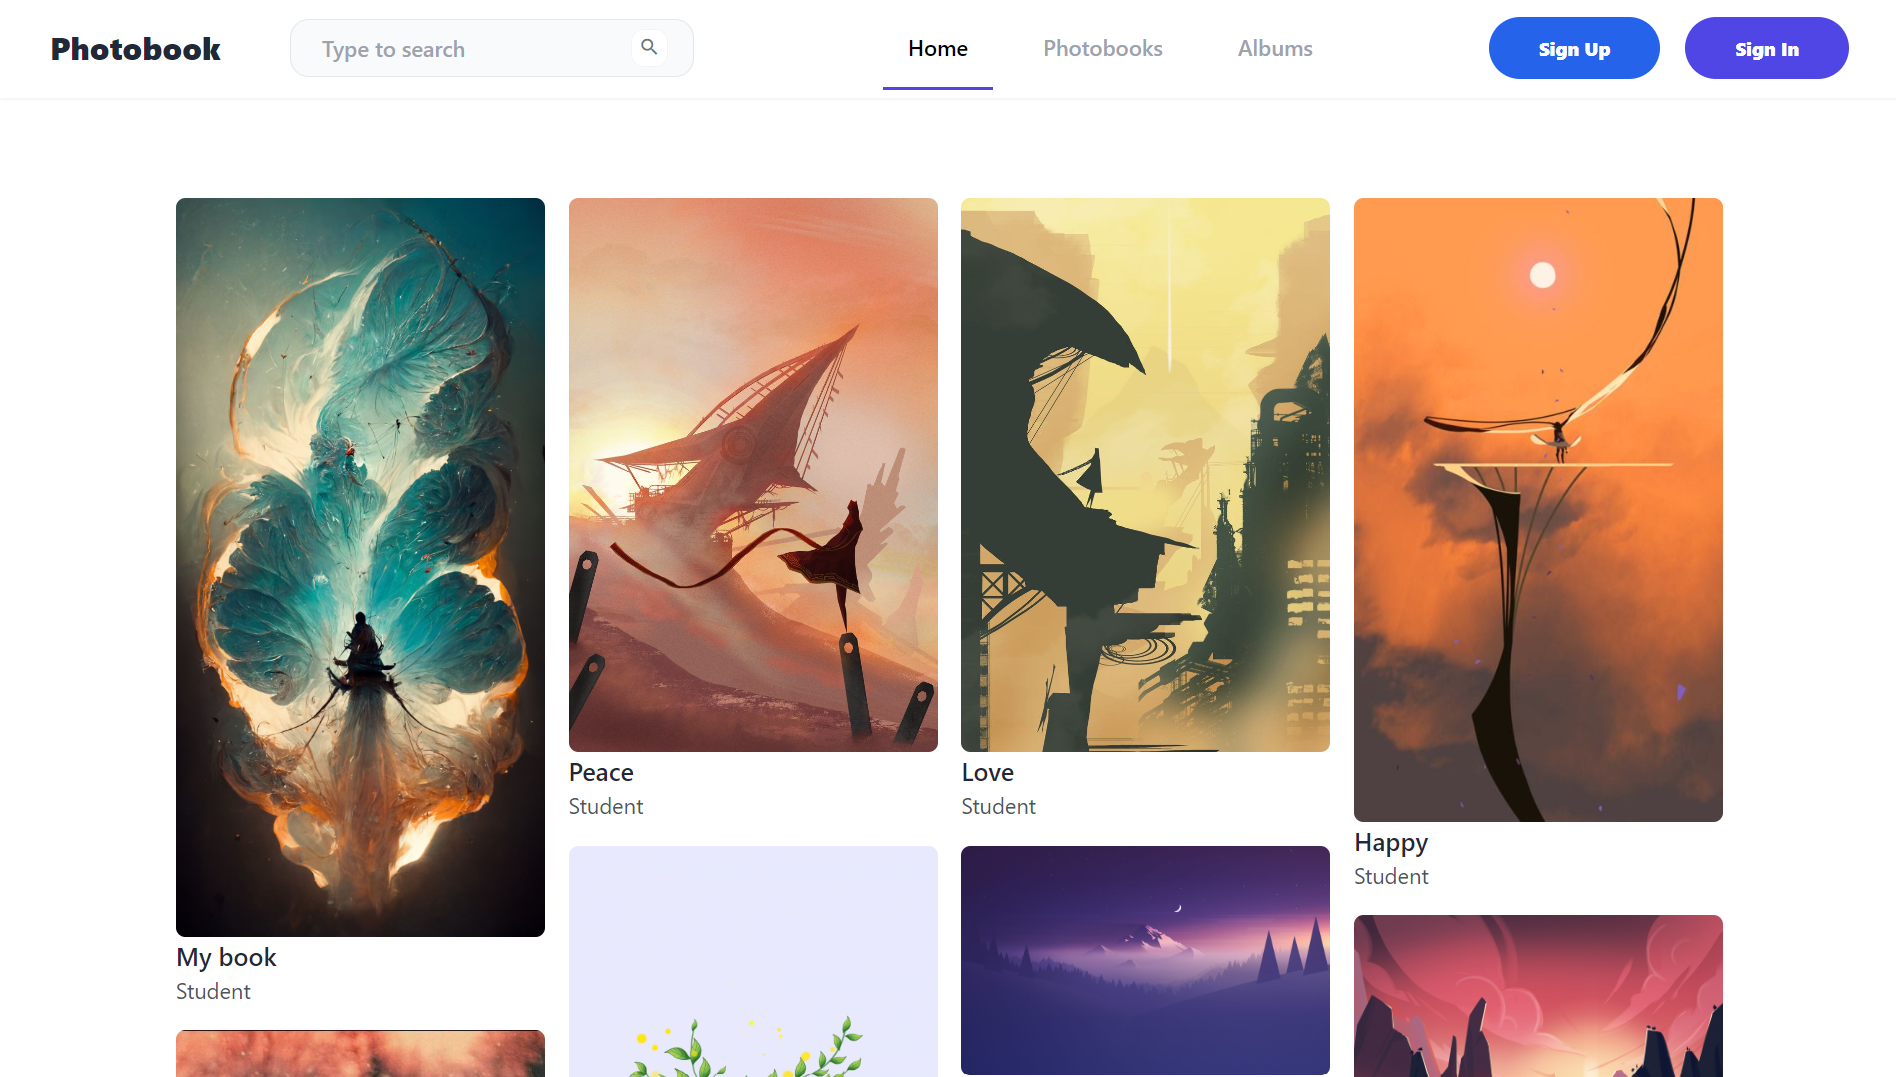 Photobook
Type to search
Home
Photobooks
Albums
Sign Up
Sign In
My book
Student
Peace
Student
Love
Student
Happy
Student